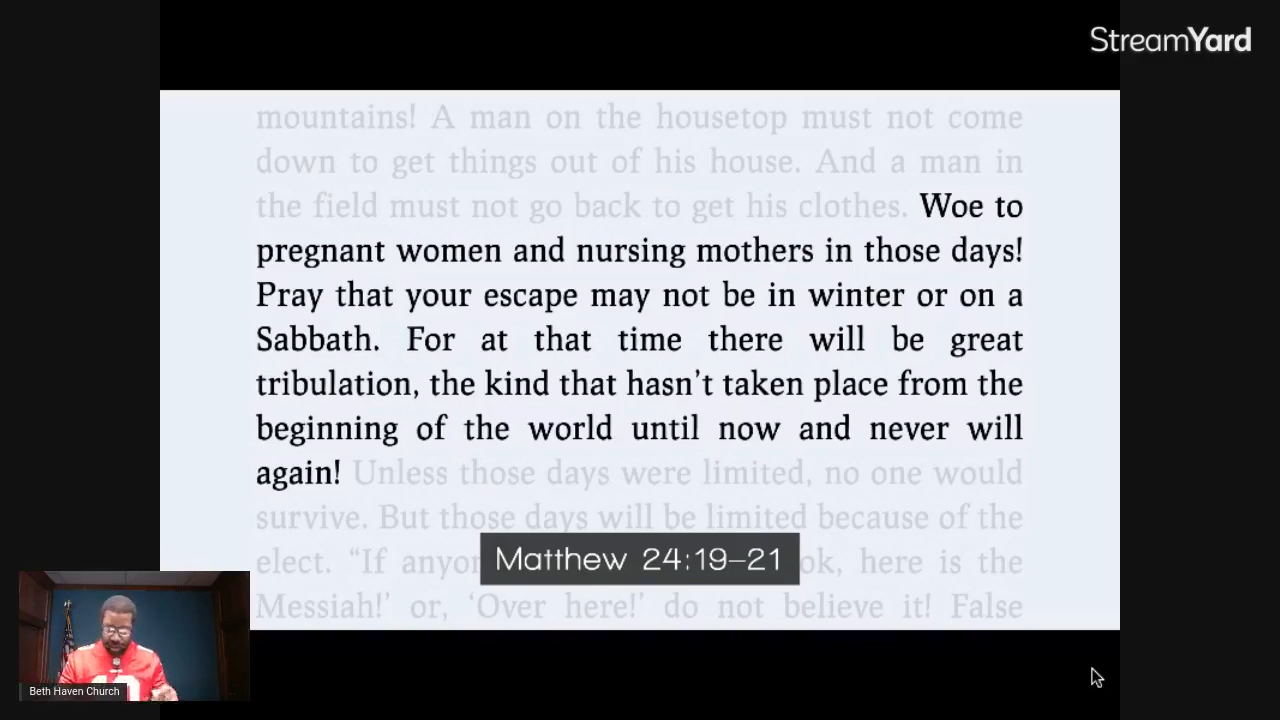 StreamYard
mountains! A man on the housetop must not come
down to get things out of his house. And a man in
the field must not go back to get his clothes. Woe to
pregnant women and nursing mothers in those days!
Pray that your escape may not be in winter or on a
Sabbath. For at that time there will be great
tribulation, the kind that hasn't taken place from the
beginning of the world until now and never will
again! Unless those days were limited, no one would
survive. But those days will be limited because of the
elect. “If anyon ok, here is the
Matthew 24:19–21
Messiah!’ or, ‘Over here!’ do not believe it! False
Beth Haven Church